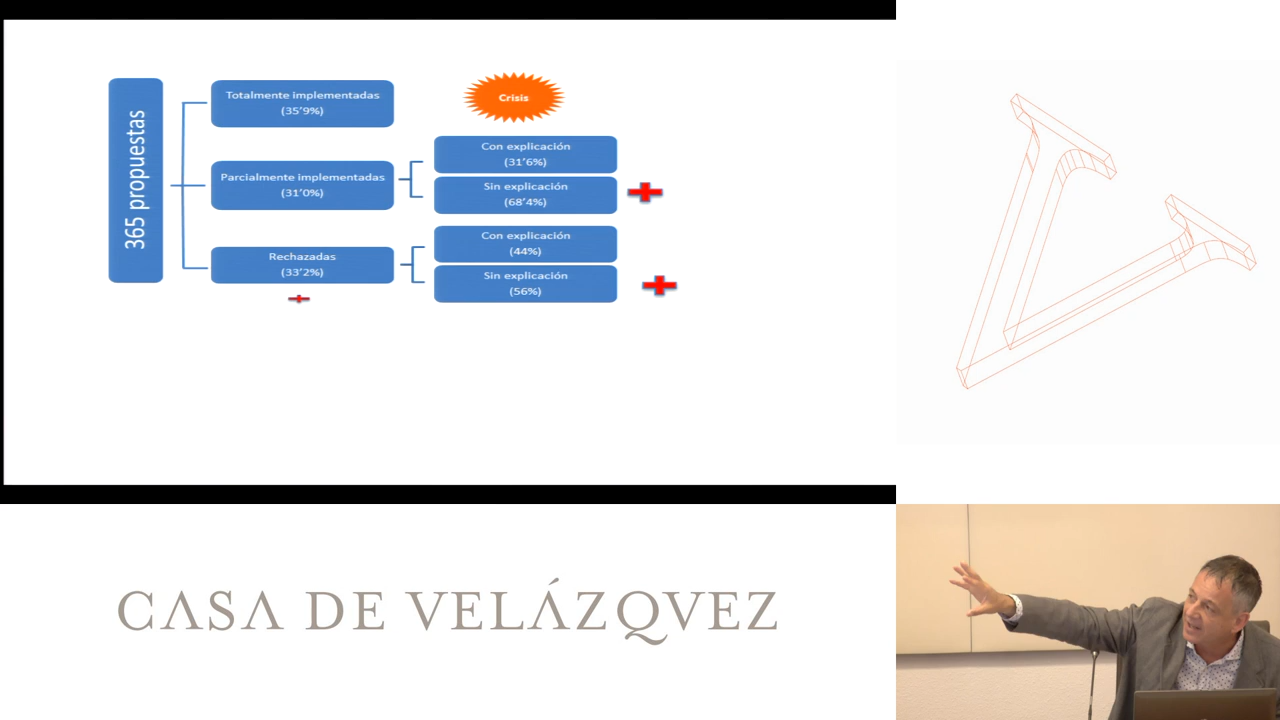 365 propuestas
Totalmente implementadas
(35’9%)
Crisis
Parcialmente implementadas
(31’0%)
Con explicación
(31’6%)
Sin explicación
(68’4%)
Rechazadas
(33’2%)
Con explicación
(44%)
Sin explicación
(56%)
CASA DE VELÁZQVEZ